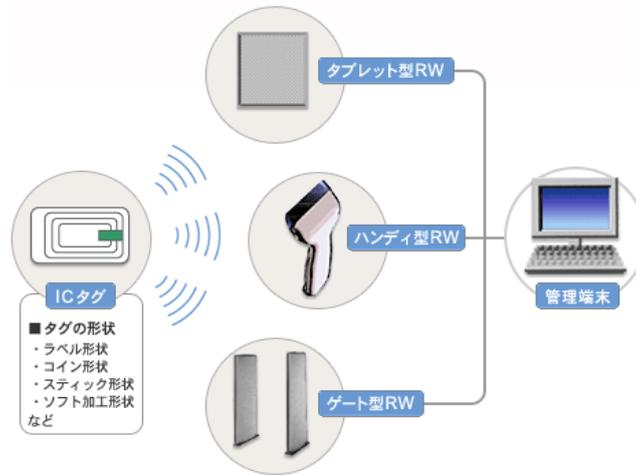 タブレット型RW
ハンディ型RW
ICタグ
管理端末
■タグの形状
・ラベル形状
・コイン形状
・スティック形状
・ソフト加工形状
など
ゲート型RW